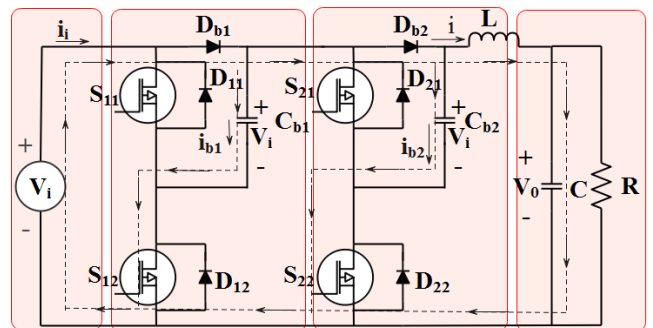 i_i
D_b1
D_b2
i
L
S_11
D_11
+
V_i
-
C_b1
i_b1
S_21
D_21
+
V_i
-
C_b2
i_b2
+
V_i
-
+
V_0
-
C
R
S_12
D_12
S_22
D_22